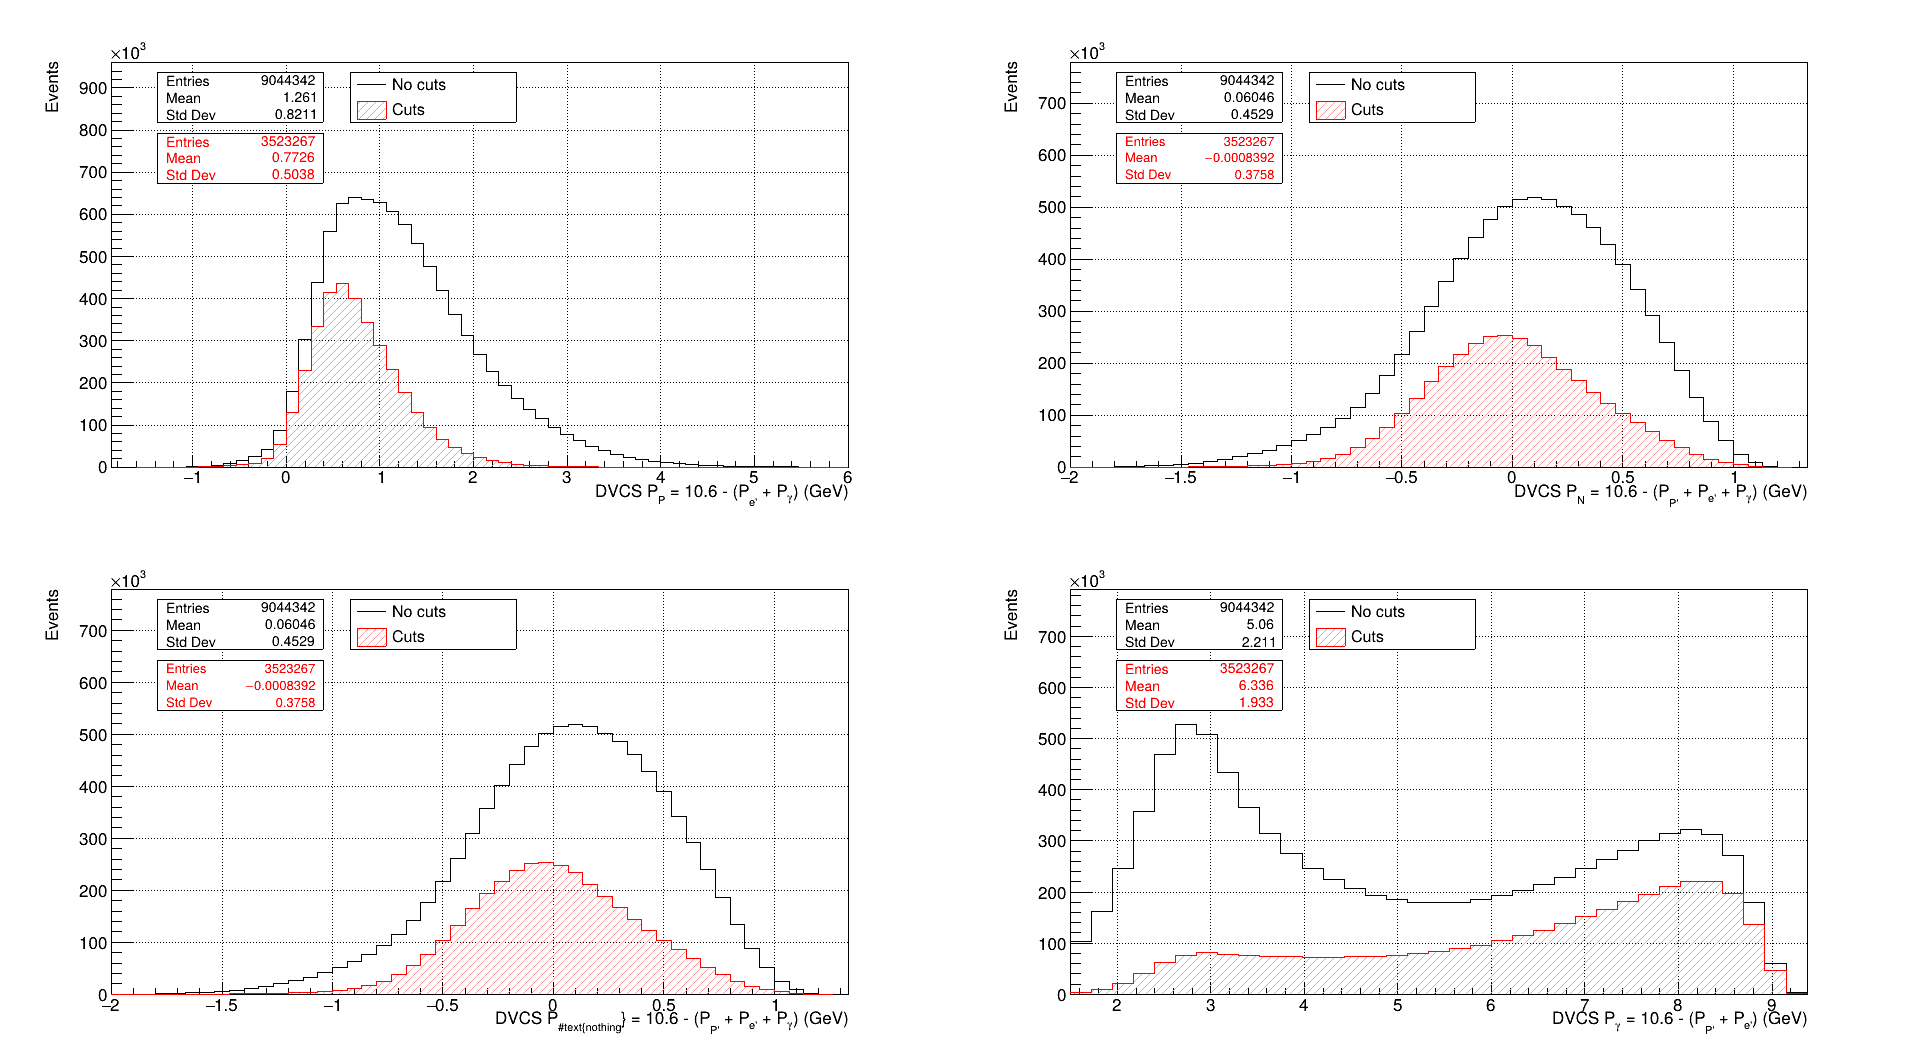 ×10³
Events
Entries 9044342
Mean 1.261
Std Dev 0.8211
Entries 3523267
Mean 0.7726
Std Dev 0.5038
No cuts
Cuts
900
800
700
600
500
400
300
200
100
0
−1 0 1 2 3 4 5 6
DVCS P_P = 10.6 - (P_e' + P_γ) (GeV)
×10³
Events
Entries 9044342
Mean 0.06046
Std Dev 0.4529
Entries 3523267
Mean −0.0008392
Std Dev 0.3758
No cuts
Cuts
700
600
500
400
300
200
100
0
−2 −1.5 −1 −0.5 0 0.5 1
DVCS P_N = 10.6 - (P_P' + P_e' + P_γ) (GeV)
×10³
Events
Entries 9044342
Mean 0.06046
Std Dev 0.4529
Entries 3523267
Mean −0.0008392
Std Dev 0.3758
No cuts
Cuts
700
600
500
400
300
200
100
0
−2 −1.5 −1 −0.5 0 0.5 1
DVCS P_#text{nothing} = 10.6 - (P_P' + P_e' + P_γ) (GeV)
×10³
Events
Entries 9044342
Mean 5.06
Std Dev 2.211
Entries 3523267
Mean 6.336
Std Dev 1.933
No cuts
Cuts
700
600
500
400
300
200
100
0
2 3 4 5 6 7 8 9
DVCS P_γ = 10.6 - (P_P' + P_e') (GeV)